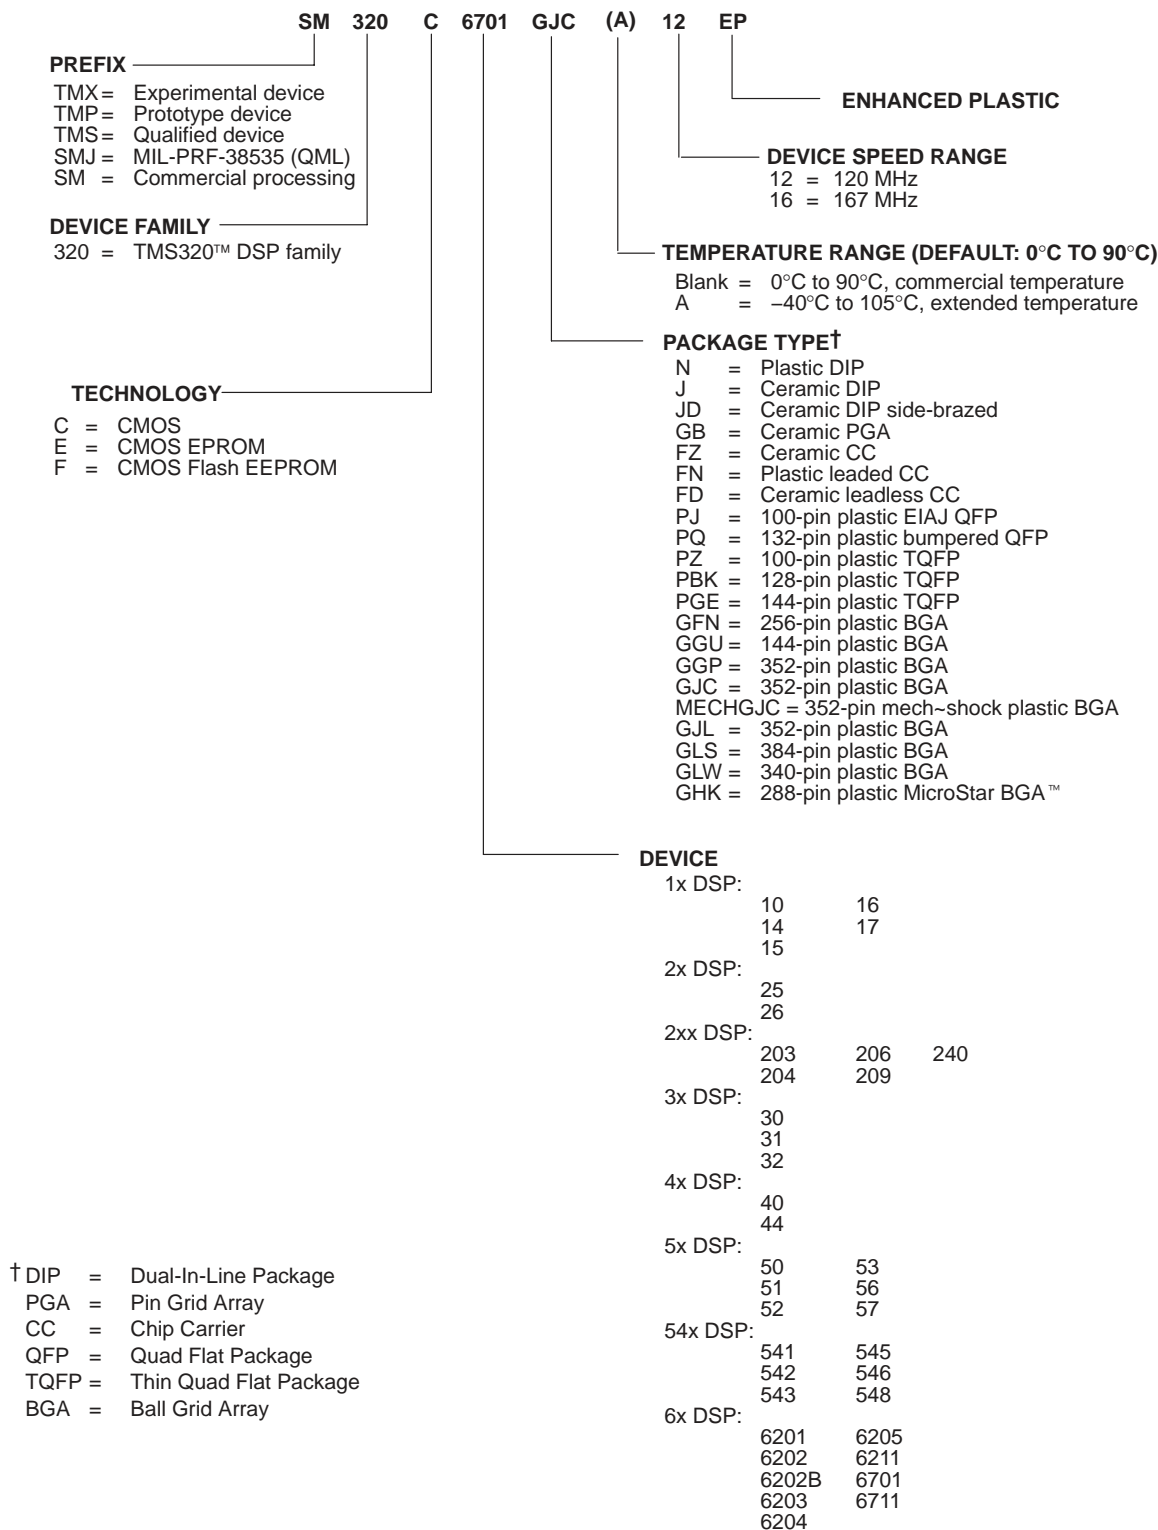 SM 320 C 6701 GJC (A) 12 EP
PREFIX
TMX = Experimental device
TMP = Prototype device
TMS = Qualified device
SMJ = MIL-PRF-38535 (QML)
SM = Commercial processing
DEVICE FAMILY
320 = TMS320™ DSP family
TECHNOLOGY
C = CMOS
E = CMOS EPROM
F = CMOS Flash EEPROM
ENHANCED PLASTIC
DEVICE SPEED RANGE
12 = 120 MHz
16 = 167 MHz
TEMPERATURE RANGE (DEFAULT: 0°C TO 90°C)
Blank = 0°C to 90°C, commercial temperature
A = −40°C to 105°C, extended temperature
PACKAGE TYPE†
N = Plastic DIP
J = Ceramic DIP
JD = Ceramic DIP side-brazed
GB = Ceramic PGA
FZ = Ceramic CC
FN = Plastic leaded CC
FD = Ceramic leadless CC
PJ = 100-pin plastic EIAJ QFP
PQ = 132-pin plastic bumpered QFP
PZ = 100-pin plastic TQFP
PBK = 128-pin plastic TQFP
PGE = 144-pin plastic TQFP
GFN = 256-pin plastic BGA
GGU = 144-pin plastic BGA
GGP = 352-pin plastic BGA
GJC = 352-pin plastic BGA
MECHGJC = 352-pin mech~shock plastic BGA
GJL = 352-pin plastic BGA
GLS = 384-pin plastic BGA
GLW = 340-pin plastic BGA
GHK = 288-pin plastic MicroStar BGA™
DEVICE
1x DSP:
10 16
14 17
15
2x DSP:
25
26
2xx DSP:
203 206 240
204 209
3x DSP:
30
31
32
4x DSP:
40
44
5x DSP:
50 53
51 56
52 57
54x DSP:
541 545
542 546
543 548
6x DSP:
6201 6205
6202 6211
6202B 6701
6203 6711
6204
† DIP = Dual-In-Line Package
PGA = Pin Grid Array
CC = Chip Carrier
QFP = Quad Flat Package
TQFP = Thin Quad Flat Package
BGA = Ball Grid Array